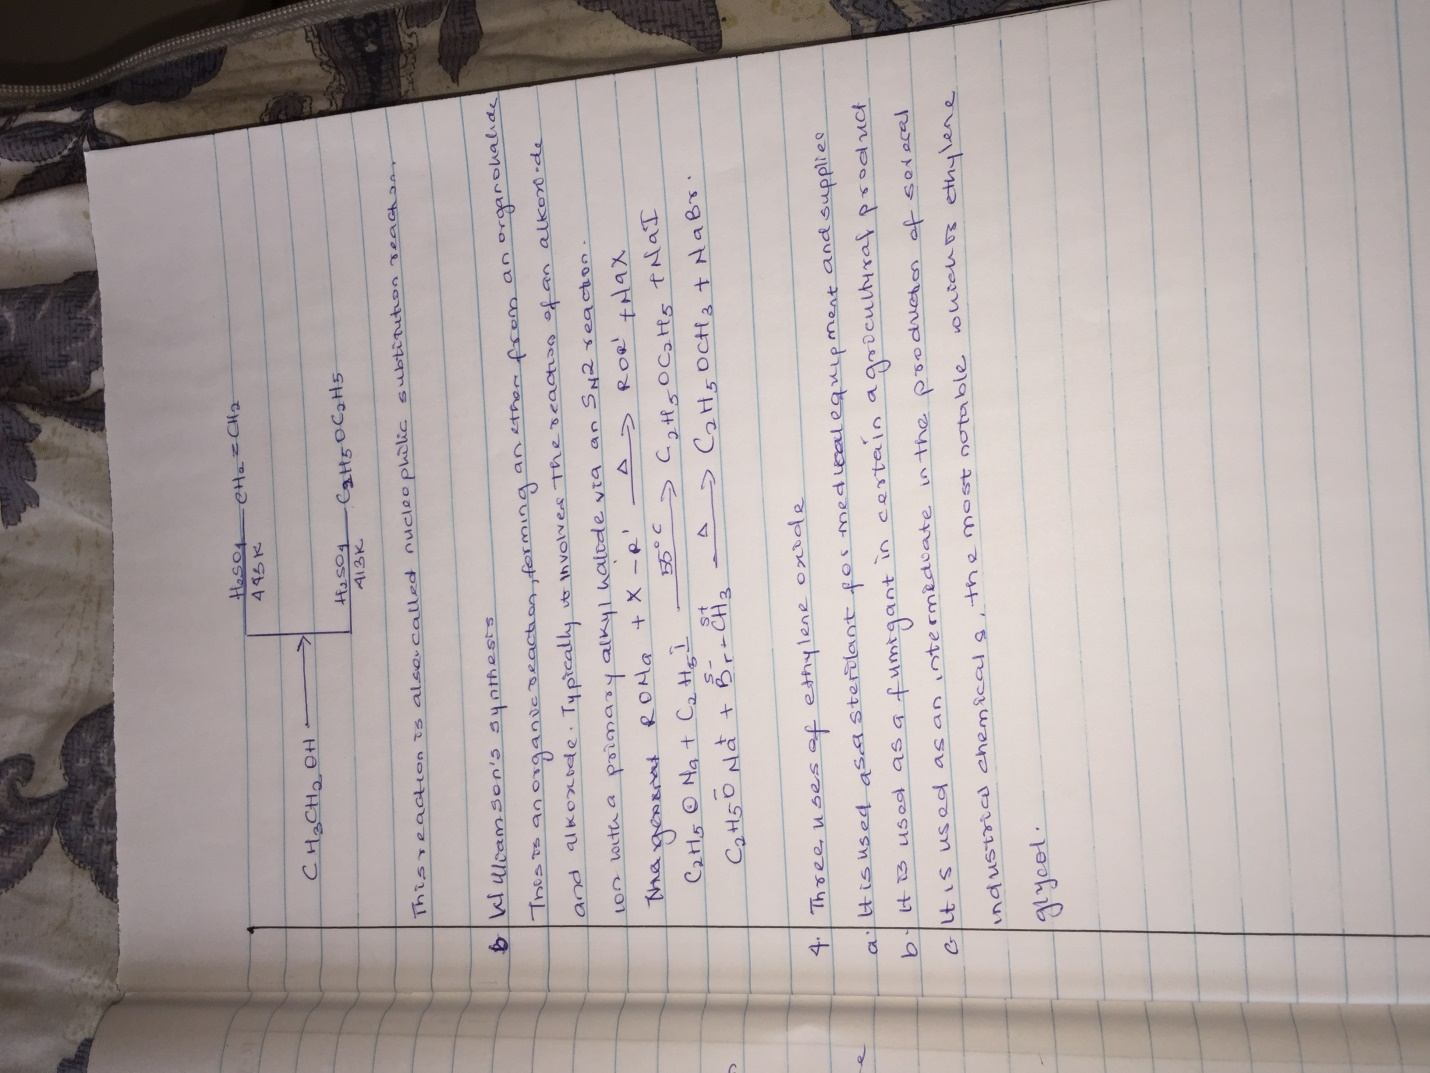 H2SO4 CH2=CH2
443K
CH3CH2OH
H2SO4 C2H5OC2H5
413K
This reaction is also called nucleophilic subtitution reaction.
b Williamson's synthesis
This is an organic reaction, forming an ether from an organohalide
and alkoxide. Typically it involves the reaction of an alkoxide
ion with a primary alkyl halide via an SN2 reaction.
The general RONa + X-R' Δ→ ROR' + NaX
C2H5ONa + C2H5I 55°C→ C2H5OC2H5 + NaI
C2H5O⁻Na⁺ + Brδ⁻-CH3δ⁺ Δ→ C2H5OCH3 + NaBr.
4. Three uses of ethylene oxide
a. It is used as a sterilant for medical equipment and supplies
b. It is used as a fumigant in certain agricultural product
c. It is used as an intermediate in the production of several
industrial chemicals, the most notable which is ethylene
glycol.